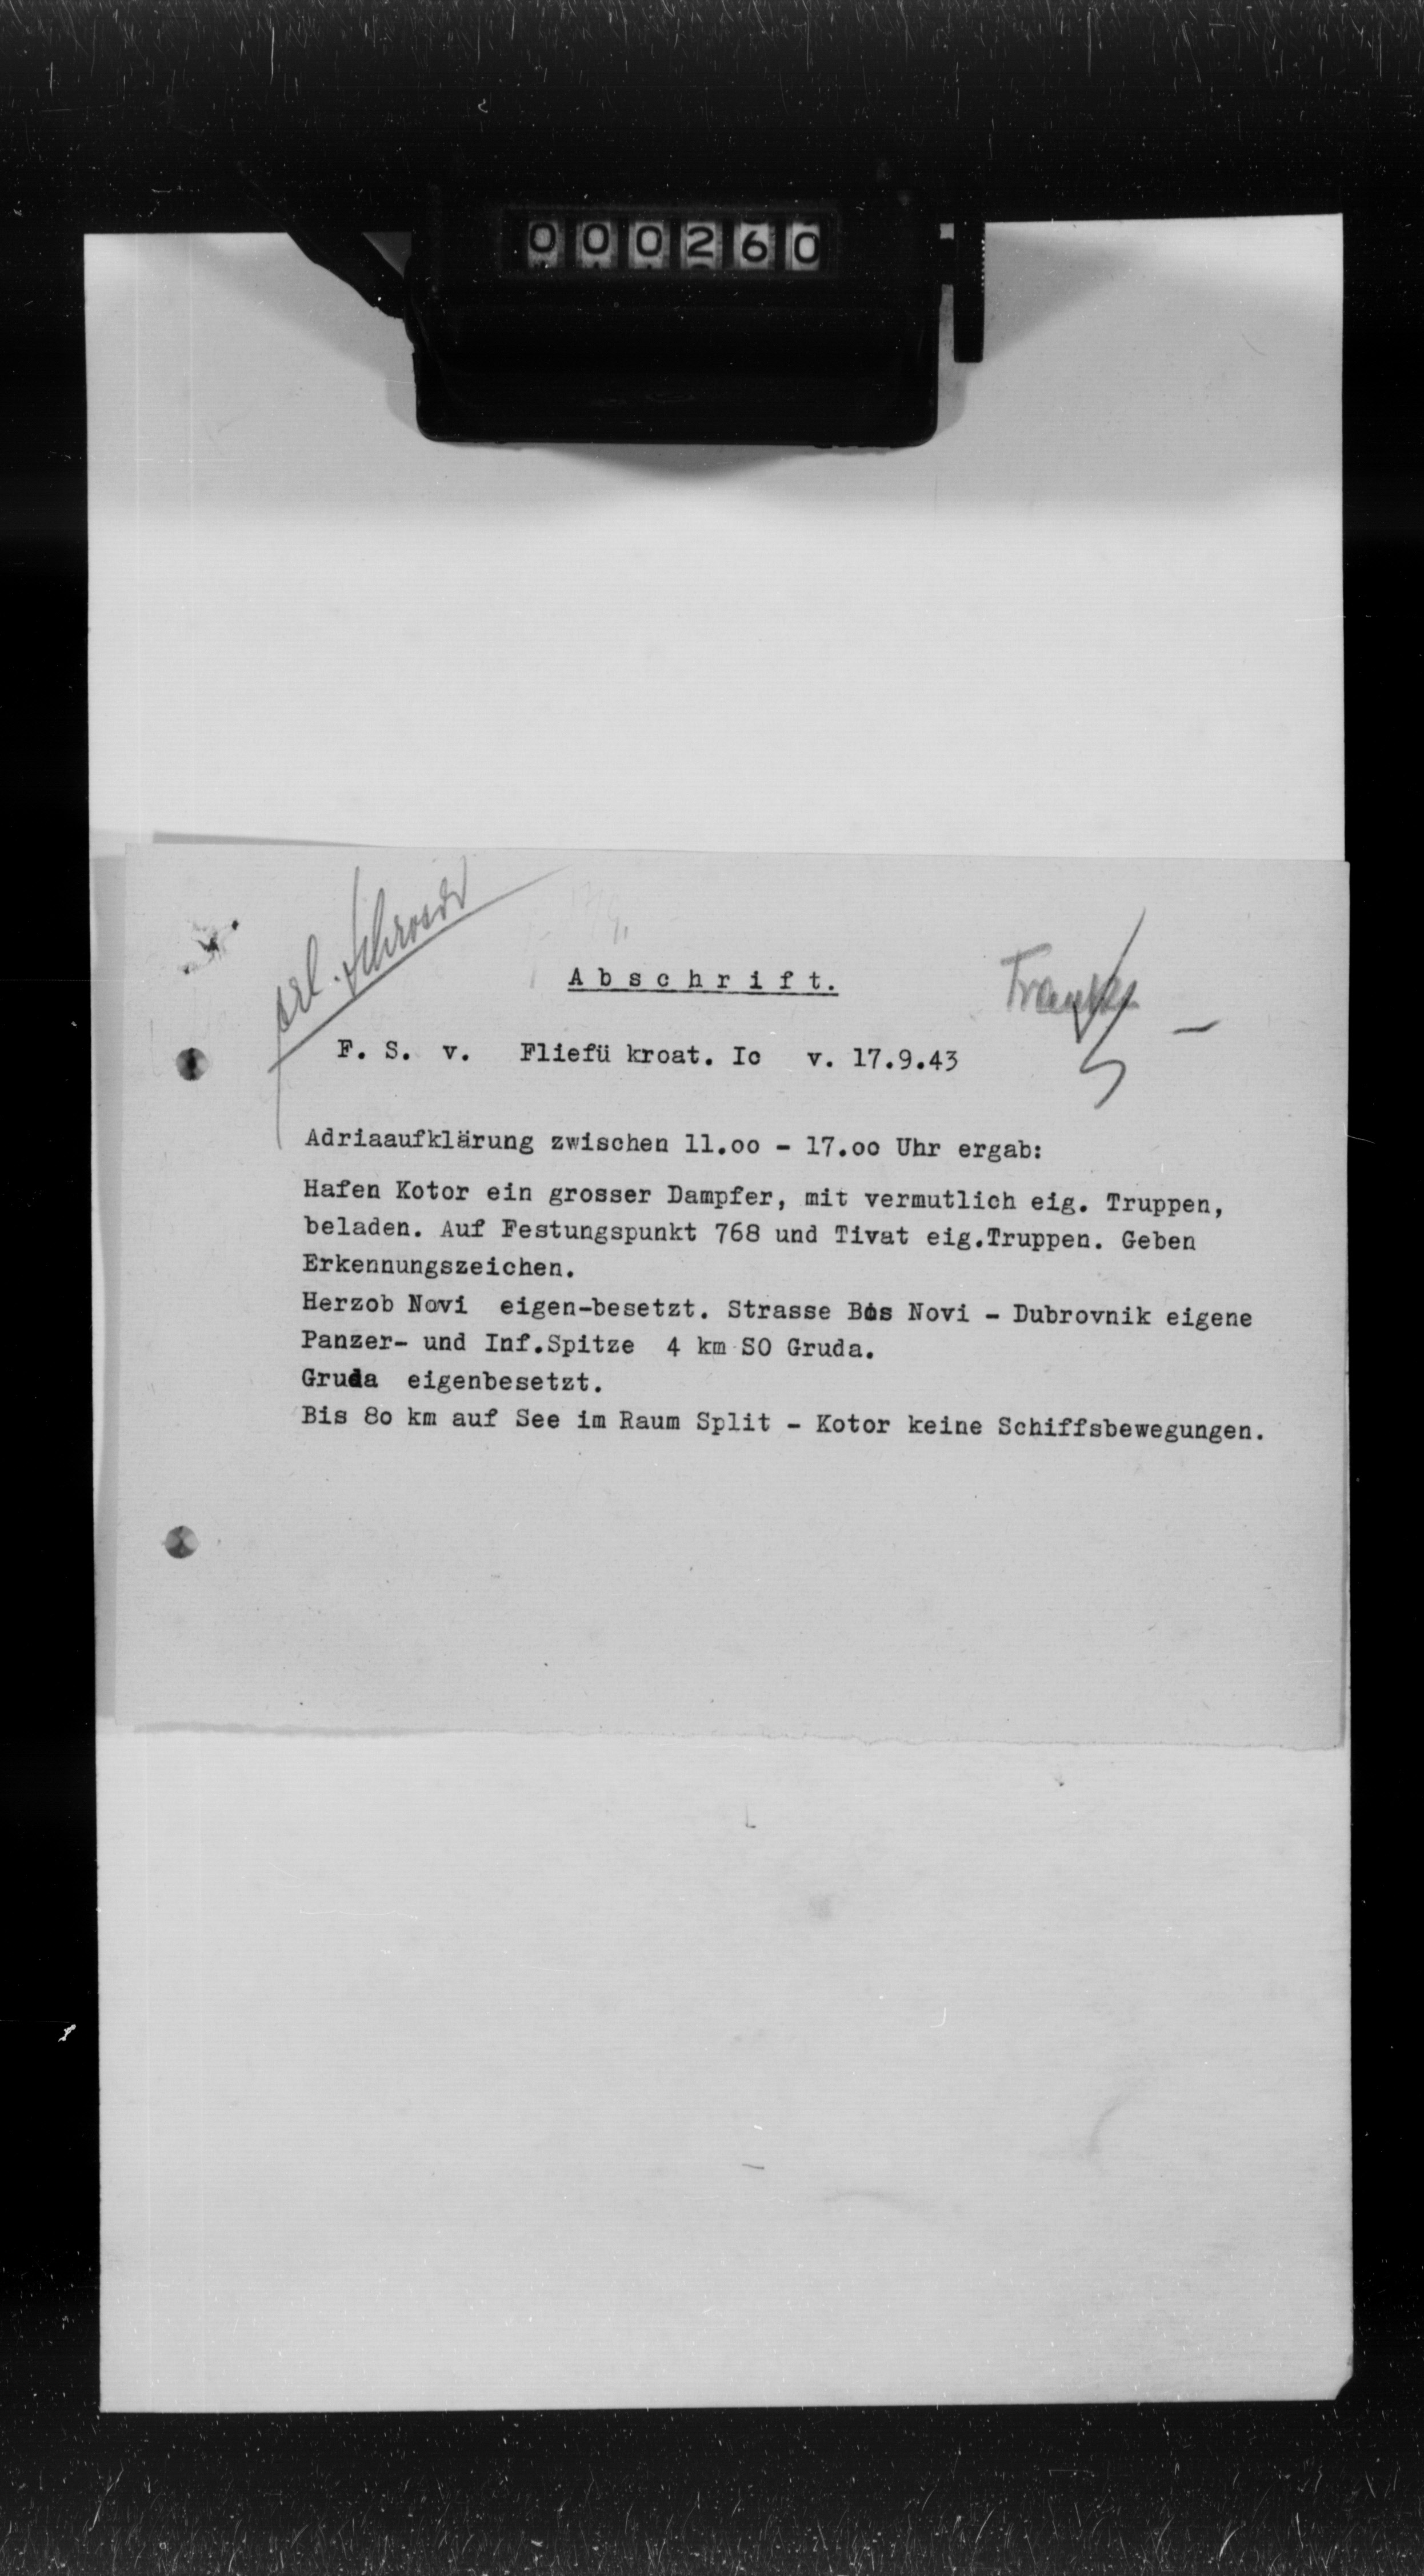 000260
A b s c h r i f t.
F. S. v. Fliefü kroat. Ic v. 17.9.43
Adriaaufklärung zwischen 11.oo - 17.oo Uhr ergab:
Hafen Kotor ein grosser Dampfer, mit vermutlich eig. Truppen,
beladen. Auf Festungspunkt 768 und Tivat eig.Truppen. Geben
Erkennungszeichen.
Herzob Novi eigen-besetzt. Strasse Bos Novi - Dubrovnik eigene
Panzer- und Inf.Spitze 4 km SO Gruda.
Gruda eigenbesetzt.
Bis 8o km auf See im Raum Split - Kotor keine Schiffsbewegungen.